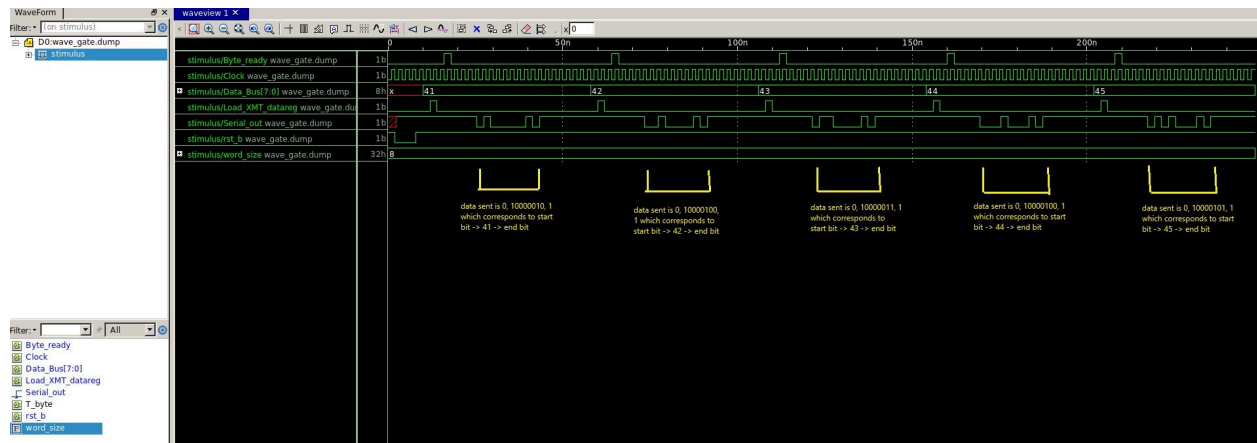 WaveForm
waveview 1
Filter: (on stimulus)
x 0
D0:wave_gate.dump
stimulus
0 50n 100n 150n 200n
stimulus/Byte_ready wave_gate.dump 1b
stimulus/Clock wave_gate.dump 1b
stimulus/Data_Bus[7:0] wave_gate.dump 8h x 41 42 43 44 45
stimulus/Load_XMT_datareg wave_gate.du 1b
stimulus/Serial_out wave_gate.dump 1b
stimulus/rst_b wave_gate.dump 1b
stimulus/word_size wave_gate.dump 32h 8
data sent is 0, 10000010, 1
which corresponds to start
bit -> 41 -> end bit
data sent is 0, 10000100,
1 which corresponds to
start bit -> 42 -> end bit
data sent is 0, 10000011, 1
which corresponds to
start bit -> 43 -> end bit
data sent is 0, 10000100, 1
which corresponds to start
bit -> 44 -> end bit
data sent is 0, 10000101, 1
which corresponds to start
bit -> 45 -> end bit
Filter: All
Byte_ready
Clock
Data_Bus[7:0]
Load_XMT_datareg
Serial_out
T_byte
rst_b
word_size